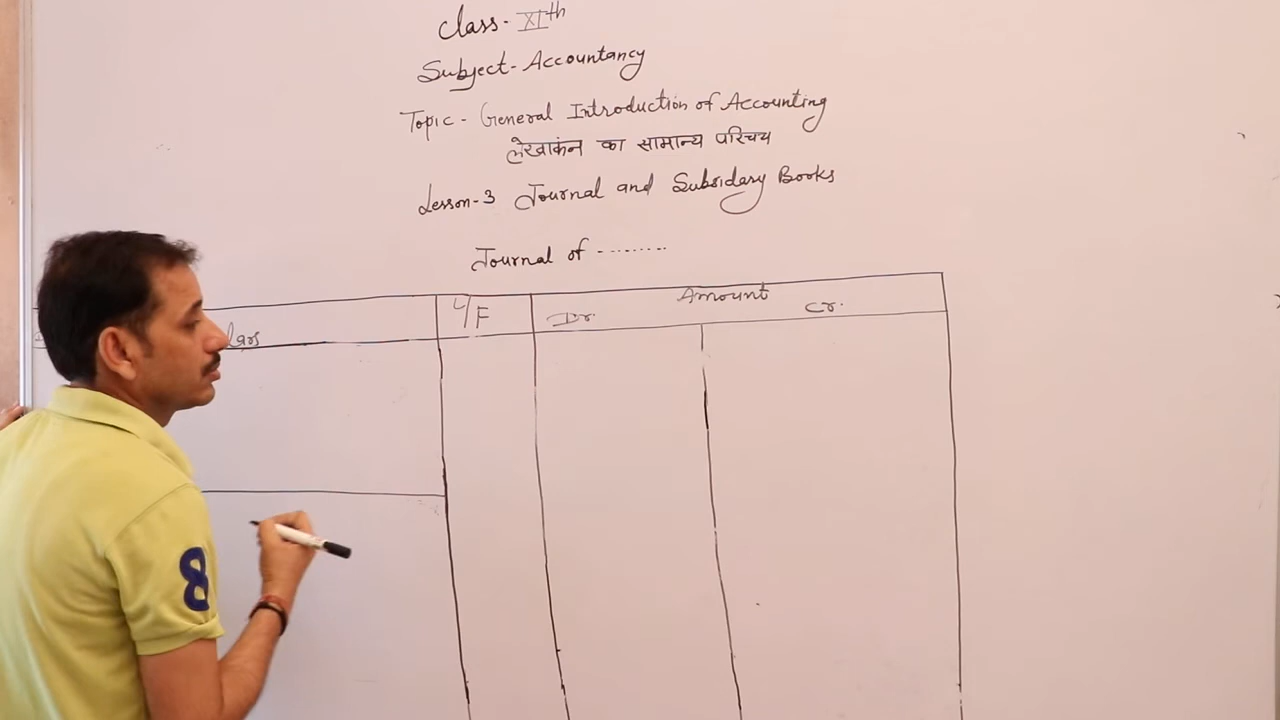 Class- XIth
Subject- Accountancy
Topic- General Introduction of Accounting
लेखाकंन का सामान्य परिचय
Lesson-3 Journal and Subsidary Books
Journal of ---------
L/F Amount
Dr. Cr.
8